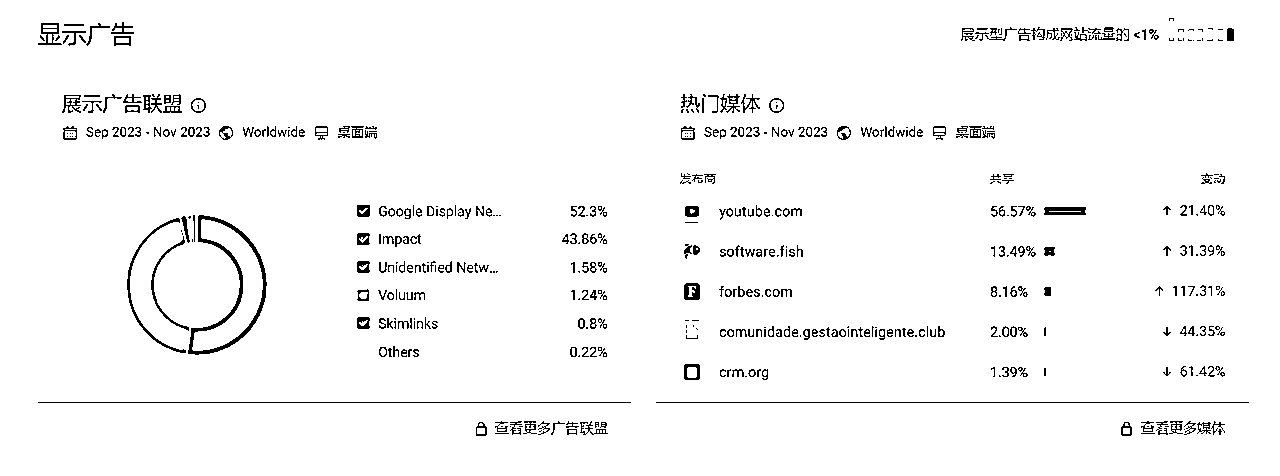 显示广告
展示型广告构成网站流量的 <1%
展示广告联盟
Sep 2023 - Nov 2023 Worldwide 桌面端
Google Display Ne... 52.3%
Impact 43.86%
Unidentified Netw... 1.58%
Voluum 1.24%
Skimlinks 0.8%
Others 0.22%
查看更多广告联盟
热门媒体
Sep 2023 - Nov 2023 Worldwide 桌面端
发布商 共享 变动
youtube.com 56.57% ↑ 21.40%
software.fish 13.49% ↑ 31.39%
forbes.com 8.16% ↑ 117.31%
comunidade.gestaointeligente.club 2.00% ↓ 44.35%
crm.org 1.39% ↓ 61.42%
查看更多媒体